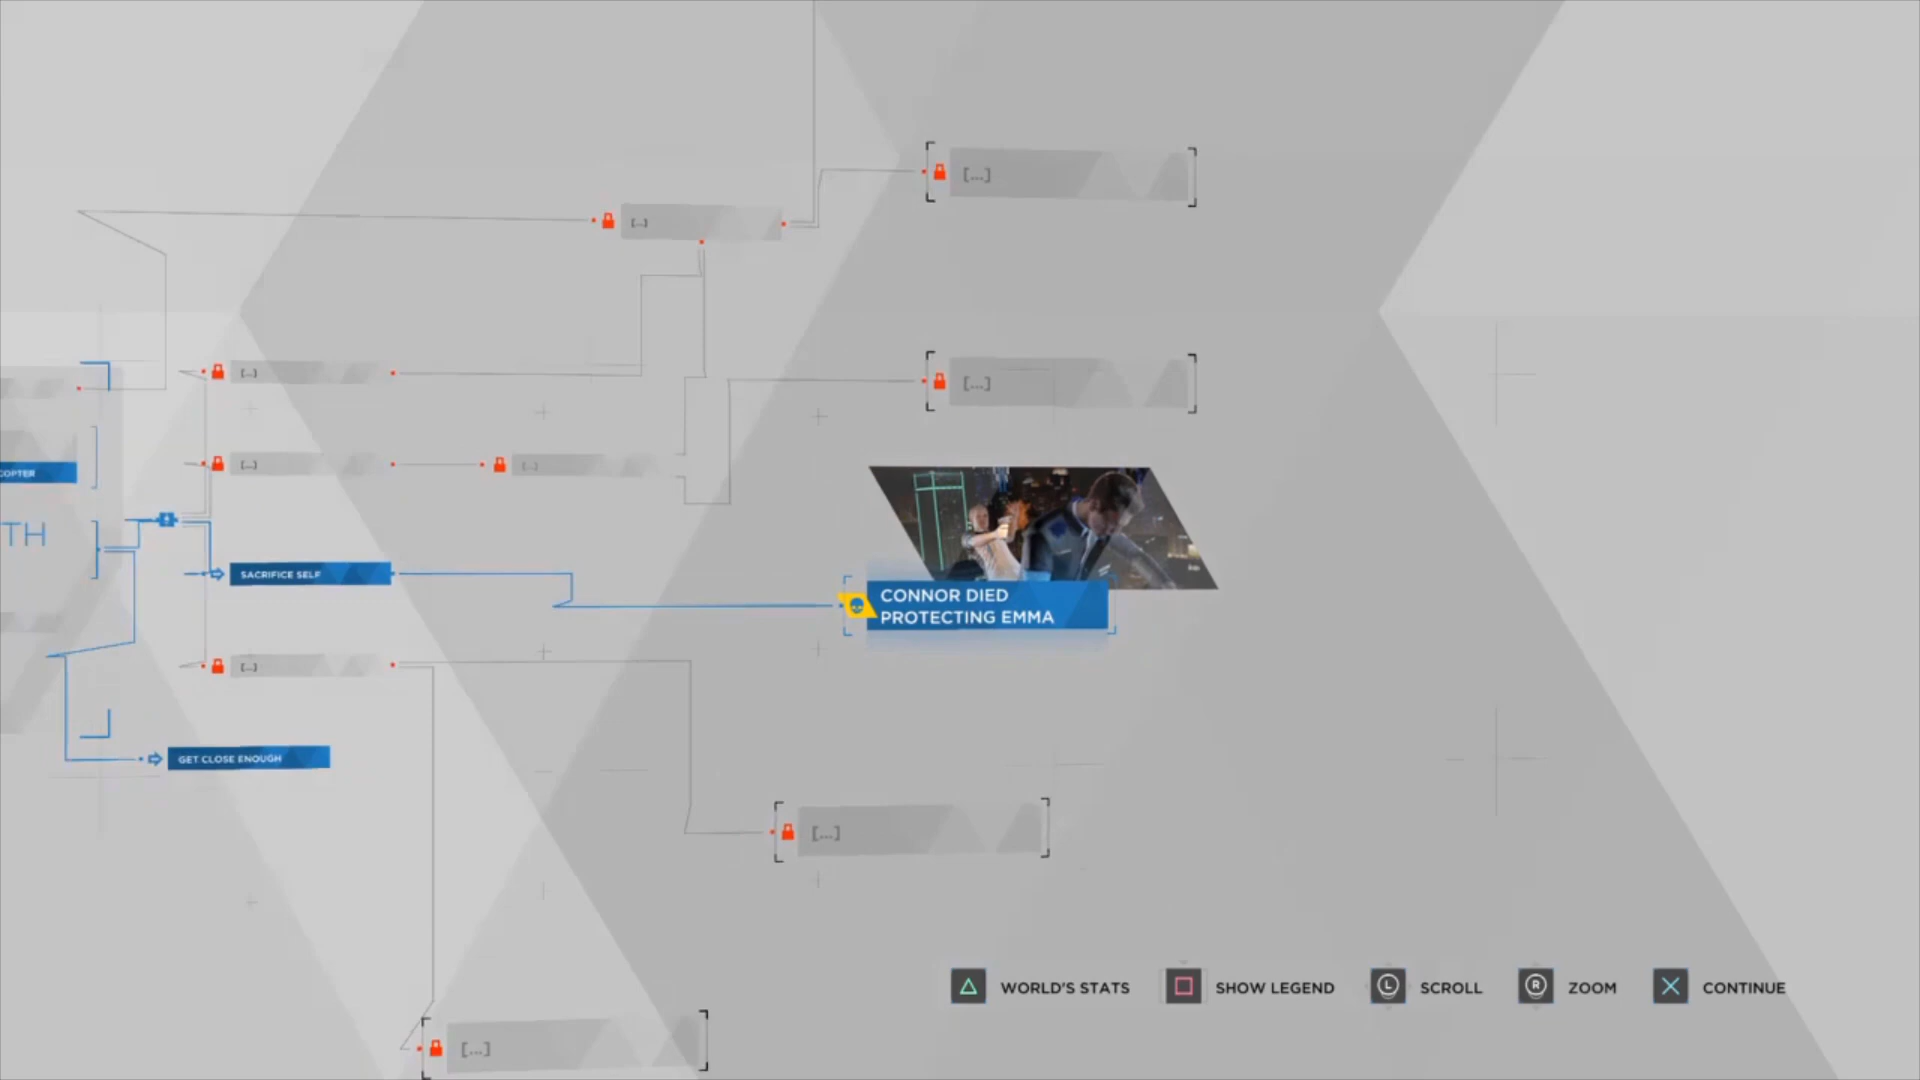 [...]
[...]
[...]
[...]
COPTER
[...]
[...]
TH
SACRIFICE SELF
CONNOR DIED
PROTECTING EMMA
[...]
GET CLOSE ENOUGH
[...]
WORLD'S STATS
SHOW LEGEND
L
SCROLL
R
ZOOM
CONTINUE
[...]